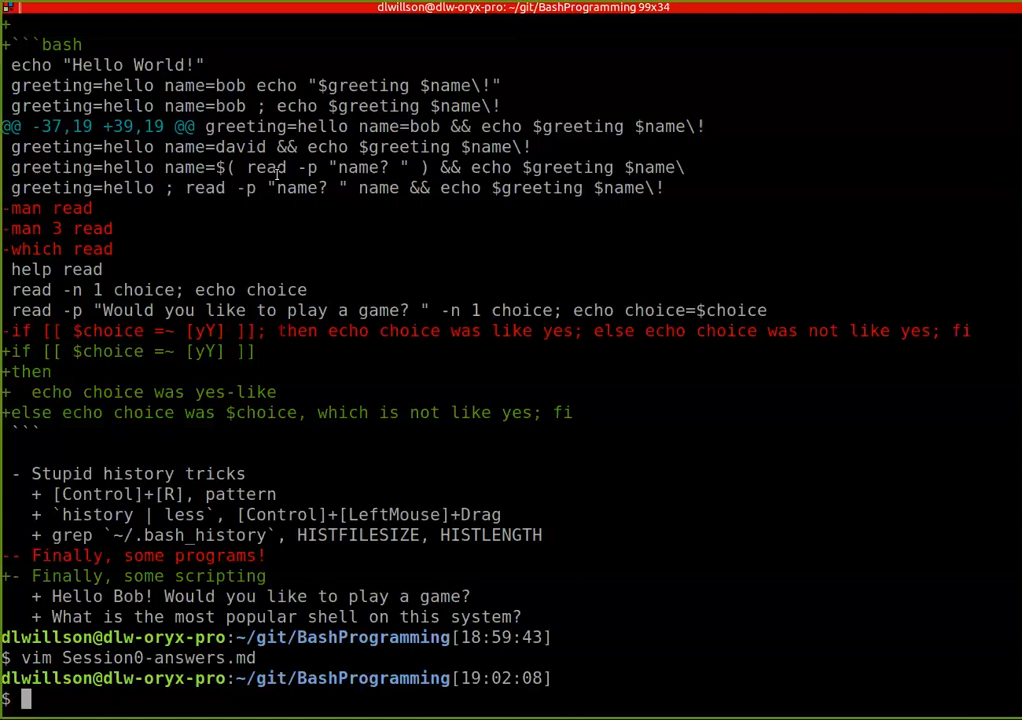 dlwillson@dlw-oryx-pro: ~/git/BashProgramming 99x34
+
+```bash
 echo "Hello World!"
 greeting=hello name=bob echo "$greeting $name\!"
 greeting=hello name=bob ; echo $greeting $name\!
@@ -37,19 +39,19 @@ greeting=hello name=bob && echo $greeting $name\!
 greeting=hello name=david && echo $greeting $name\!
 greeting=hello name=$( read -p "name? " ) && echo $greeting $name\
 greeting=hello ; read -p "name? " name && echo $greeting $name\!
-man read
-man 3 read
-which read
 help read
 read -n 1 choice; echo choice
 read -p "Would you like to play a game? " -n 1 choice; echo choice=$choice
-if [[ $choice =~ [yY] ]]; then echo choice was like yes; else echo choice was not like yes; fi
+if [[ $choice =~ [yY] ]]
+then
+  echo choice was yes-like
+else echo choice was $choice, which is not like yes; fi
 ```
 - Stupid history tricks
   + [Control]+[R], pattern
   + `history | less`, [Control]+[LeftMouse]+Drag
   + grep `~/.bash_history`, HISTFILESIZE, HISTLENGTH
-- Finally, some programs!
+- Finally, some scripting
   + Hello Bob! Would you like to play a game?
   + What is the most popular shell on this system?
dlwillson@dlw-oryx-pro:~/git/BashProgramming[18:59:43]
$ vim Session0-answers.md
dlwillson@dlw-oryx-pro:~/git/BashProgramming[19:02:08]
$